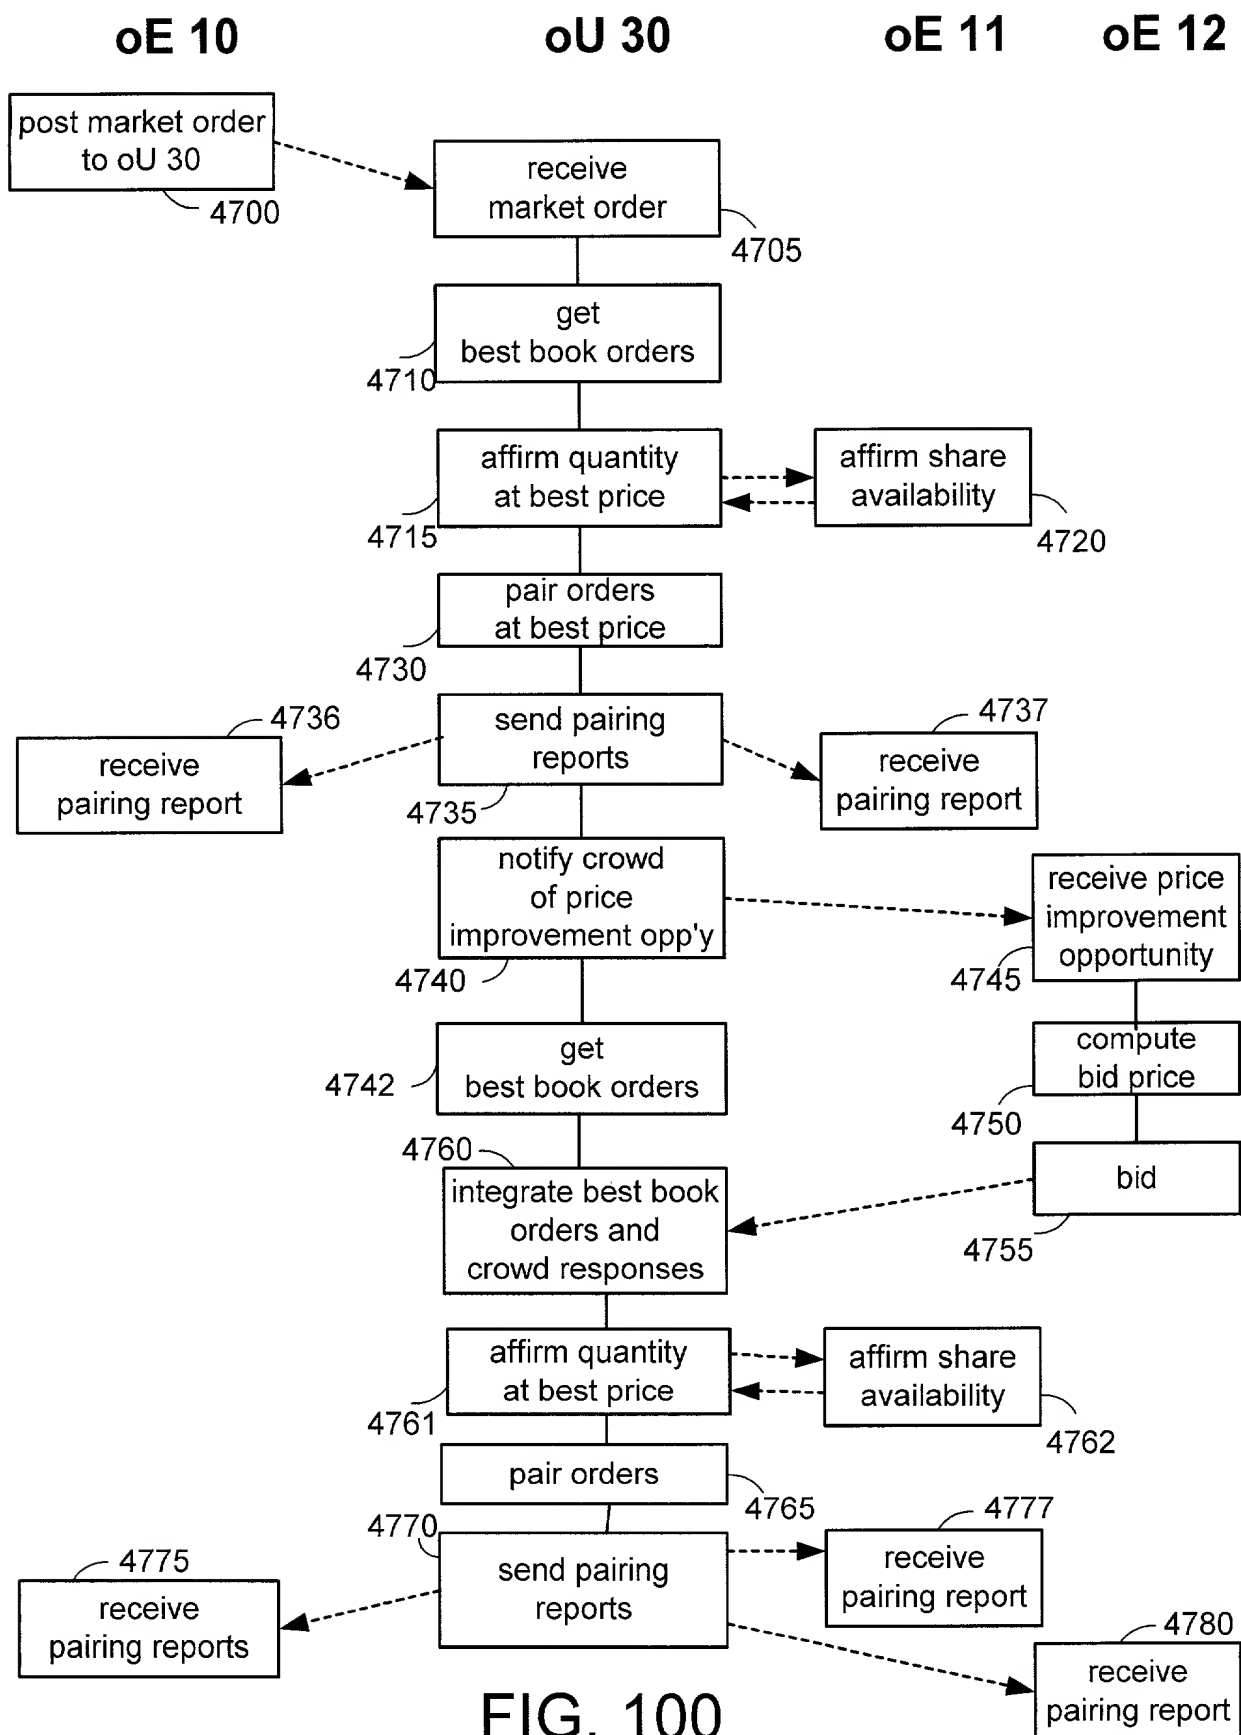 oE 10 oU 30 oE 11 oE 12
post market order
to oU 30
4700
receive
market order
4705
get
best book orders
4710
affirm quantity
at best price
4715
affirm share
availability
4720
pair orders
at best price
4730
send pairing
reports
4735
4736
receive
pairing report
4737
receive
pairing report
notify crowd
of price
improvement opp'y
4740
receive price
improvement
opportunity
4745
get
best book orders
4742
compute
bid price
4750
bid
4755
4760
integrate best book
orders and
crowd responses
affirm quantity
at best price
4761
affirm share
availability
4762
pair orders
4765
4770
send pairing
reports
4775
receive
pairing reports
4777
receive
pairing report
4780
receive
pairing report
FIG. 100